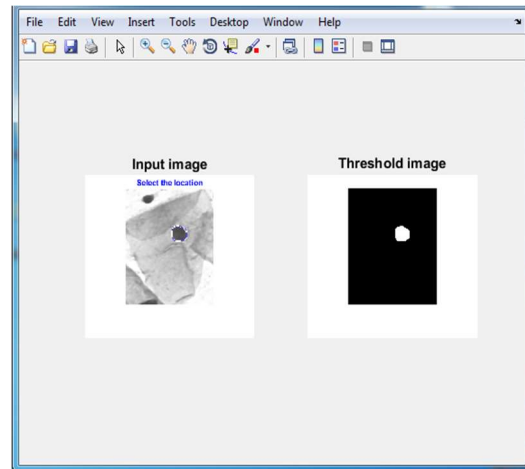 File Edit View Insert Tools Desktop Window Help
Input image
Threshold image
Select the location